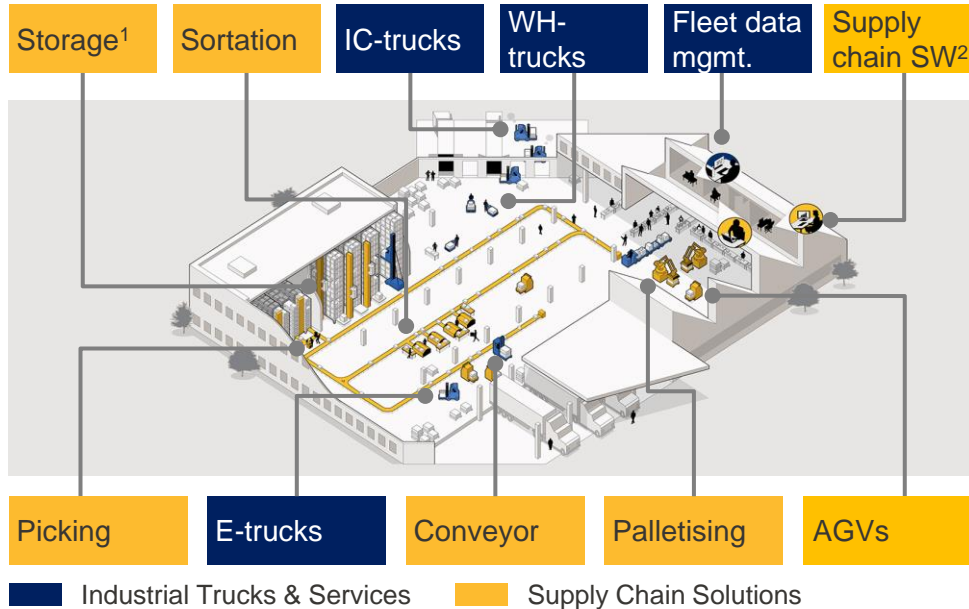 Storage¹
Sortation
IC-trucks
WH-
trucks
Fleet data
mgmt.
Supply
chain SW²
Picking
E-trucks
Conveyor
Palletising
AGVs
Industrial Trucks & Services
Supply Chain Solutions